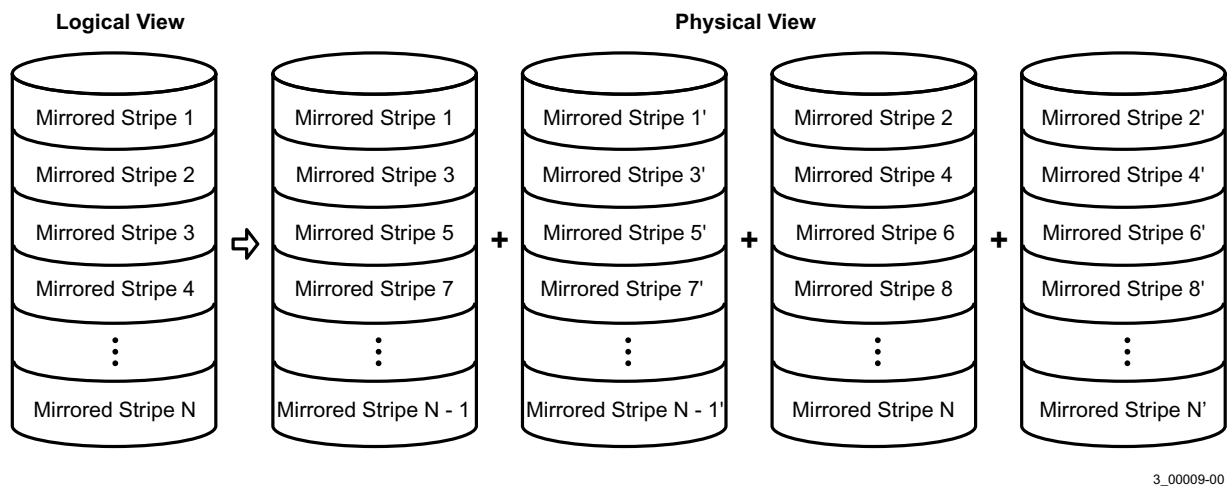 Logical View Physical View
Mirrored Stripe 1 Mirrored Stripe 1 Mirrored Stripe 1' Mirrored Stripe 2 Mirrored Stripe 2'
Mirrored Stripe 2 Mirrored Stripe 3 Mirrored Stripe 3' Mirrored Stripe 4 Mirrored Stripe 4'
Mirrored Stripe 3 Mirrored Stripe 5 + Mirrored Stripe 5' + Mirrored Stripe 6 + Mirrored Stripe 6'
Mirrored Stripe 4 Mirrored Stripe 7 Mirrored Stripe 7' Mirrored Stripe 8 Mirrored Stripe 8'
Mirrored Stripe N Mirrored Stripe N - 1 Mirrored Stripe N - 1' Mirrored Stripe N Mirrored Stripe N’
3_00009-00